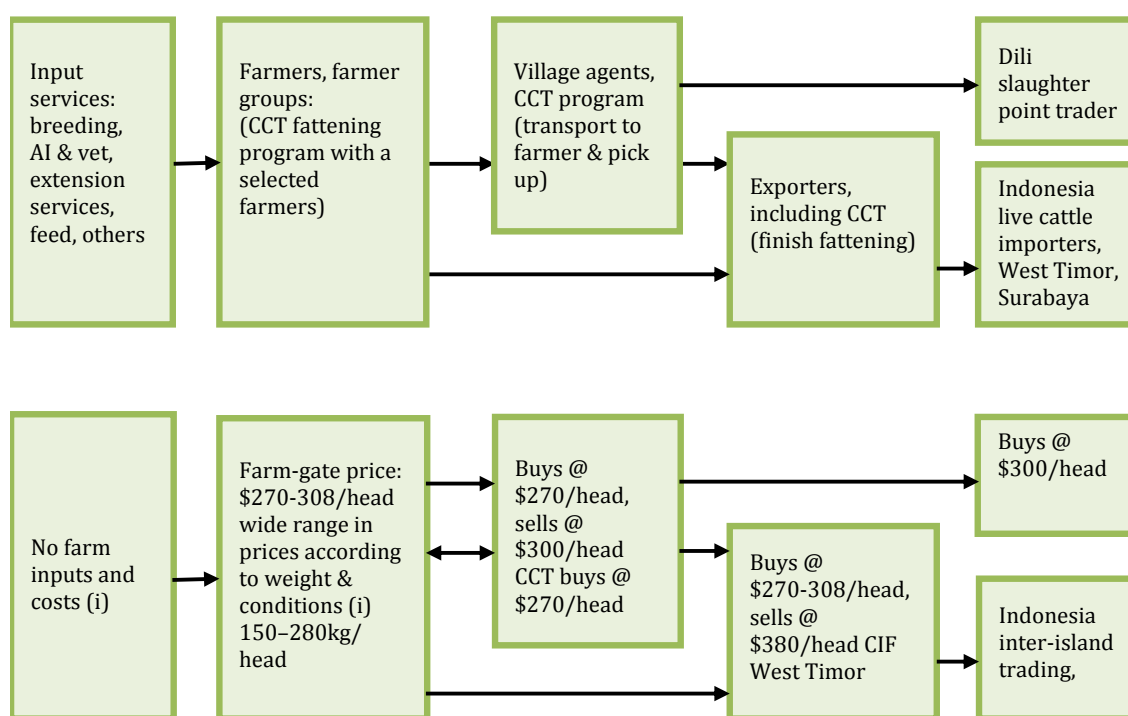 Input
services:
breeding,
AI & vet,
extension
services,
feed, others
Farmers, farmer
groups:
(CCT fattening
program with a
selected
farmers)
Village agents,
CCT program
(transport to
farmer & pick
up)
Exporters,
including CCT
(finish fattening)
Dili
slaughter
point trader
Indonesia
live cattle
importers,
West Timor,
Surabaya
No farm
inputs and
costs (i)
Farm-gate price:
$270-308/head
wide range in
prices according
to weight &
conditions (i)
150–280kg/
head
Buys @
$270/head,
sells @
$300/head
CCT buys @
$270/head
Buys @
$270-308/head,
sells @
$380/head CIF
West Timor
Buys @
$300/head
Indonesia
inter-island
trading,